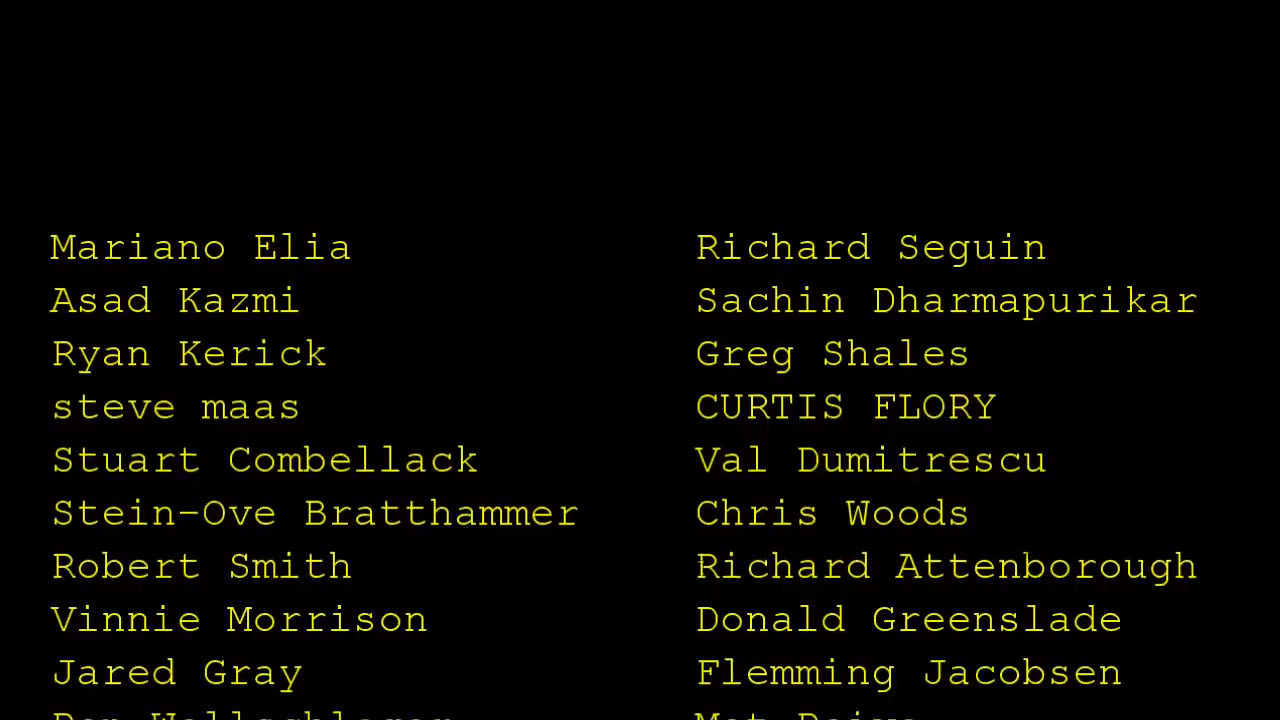 Mariano Elia
Asad Kazmi
Ryan Kerick
steve maas
Stuart Combellack
Stein-Ove Bratthammer
Robert Smith
Vinnie Morrison
Jared Gray
Richard Seguin
Sachin Dharmapurikar
Greg Shales
CURTIS FLORY
Val Dumitrescu
Chris Woods
Richard Attenborough
Donald Greenslade
Flemming Jacobsen